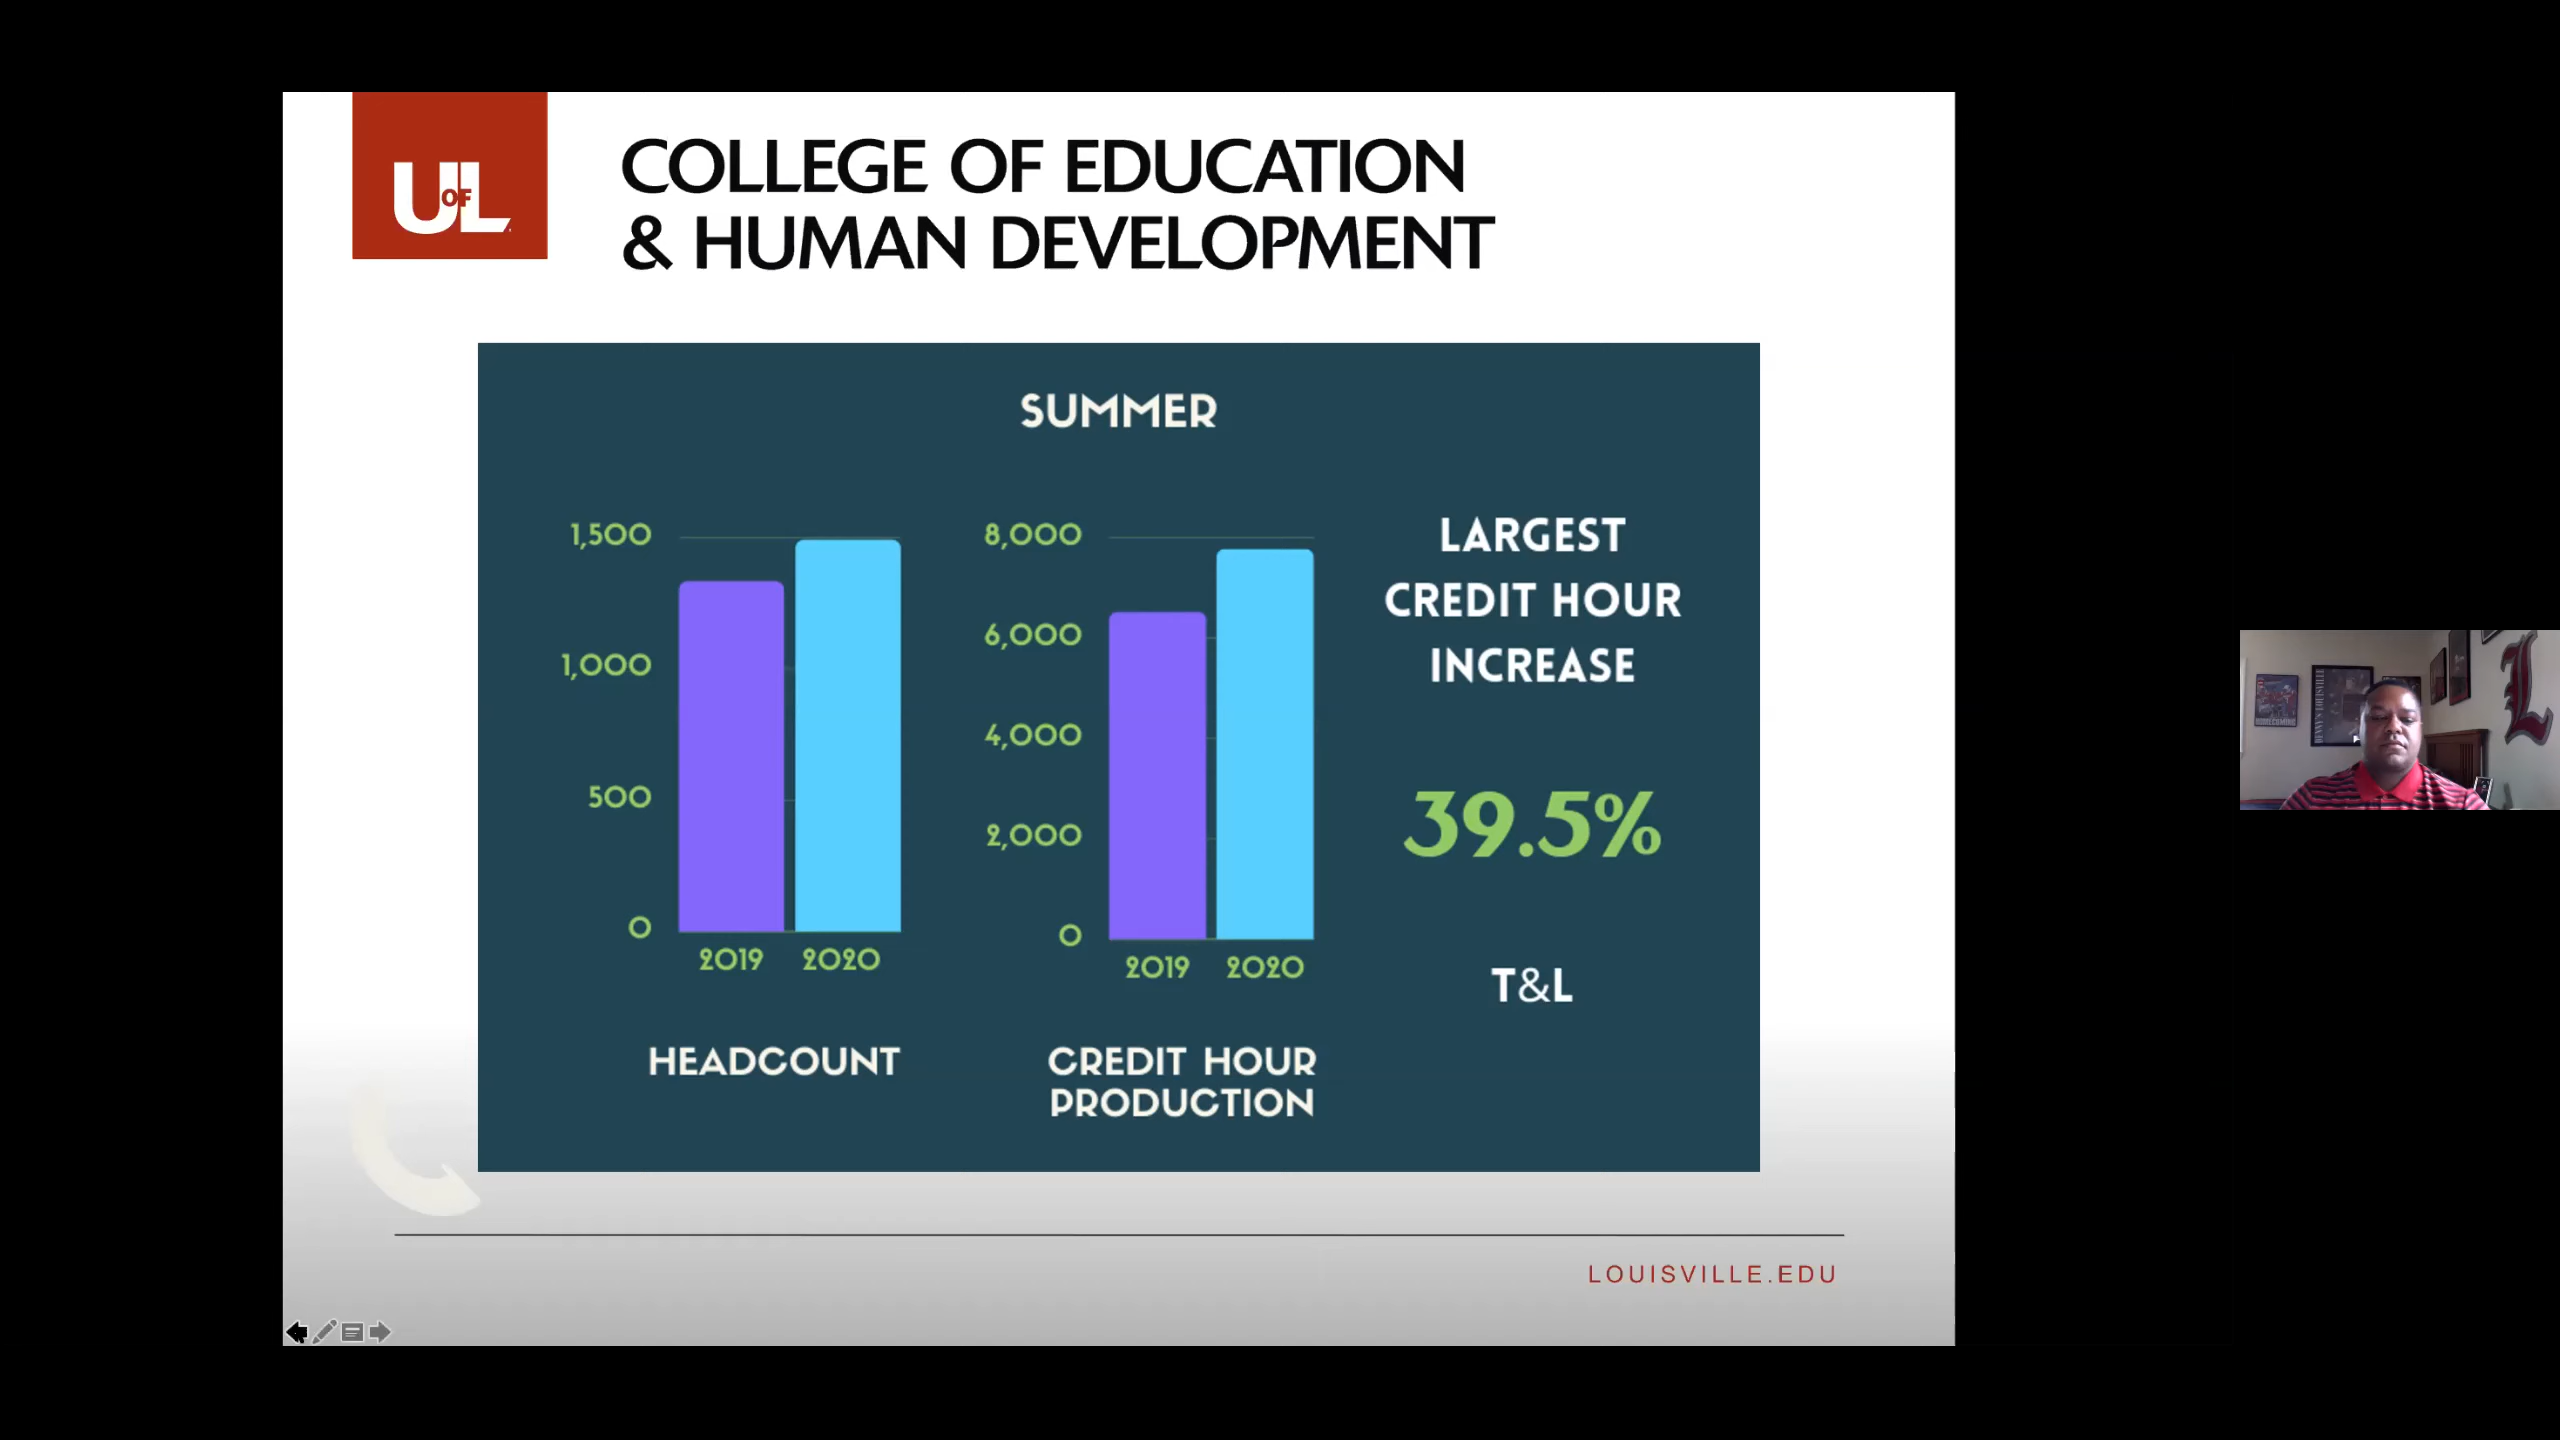 UOFL
COLLEGE OF EDUCATION
& HUMAN DEVELOPMENT
SUMMER
1,500
1,000
500
0
2019 2020
HEADCOUNT
8,000
6,000
4,000
2,000
0
2019 2020
CREDIT HOUR
PRODUCTION
LARGEST
CREDIT HOUR
INCREASE
39.5%
T&L
LOUISVILLE.EDU
L